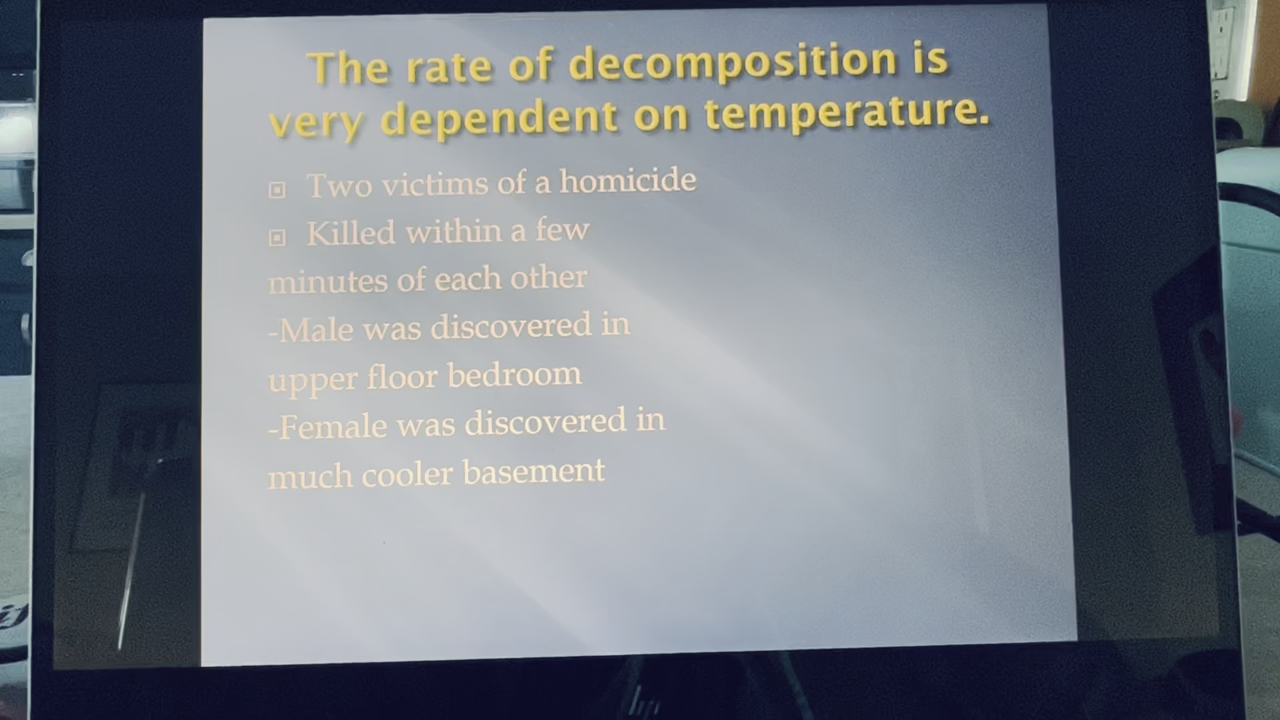 The rate of decomposition is
very dependent on temperature.
Two victims of a homicide
Killed within a few
minutes of each other
-Male was discovered in
upper floor bedroom
-Female was discovered in
much cooler basement
hp